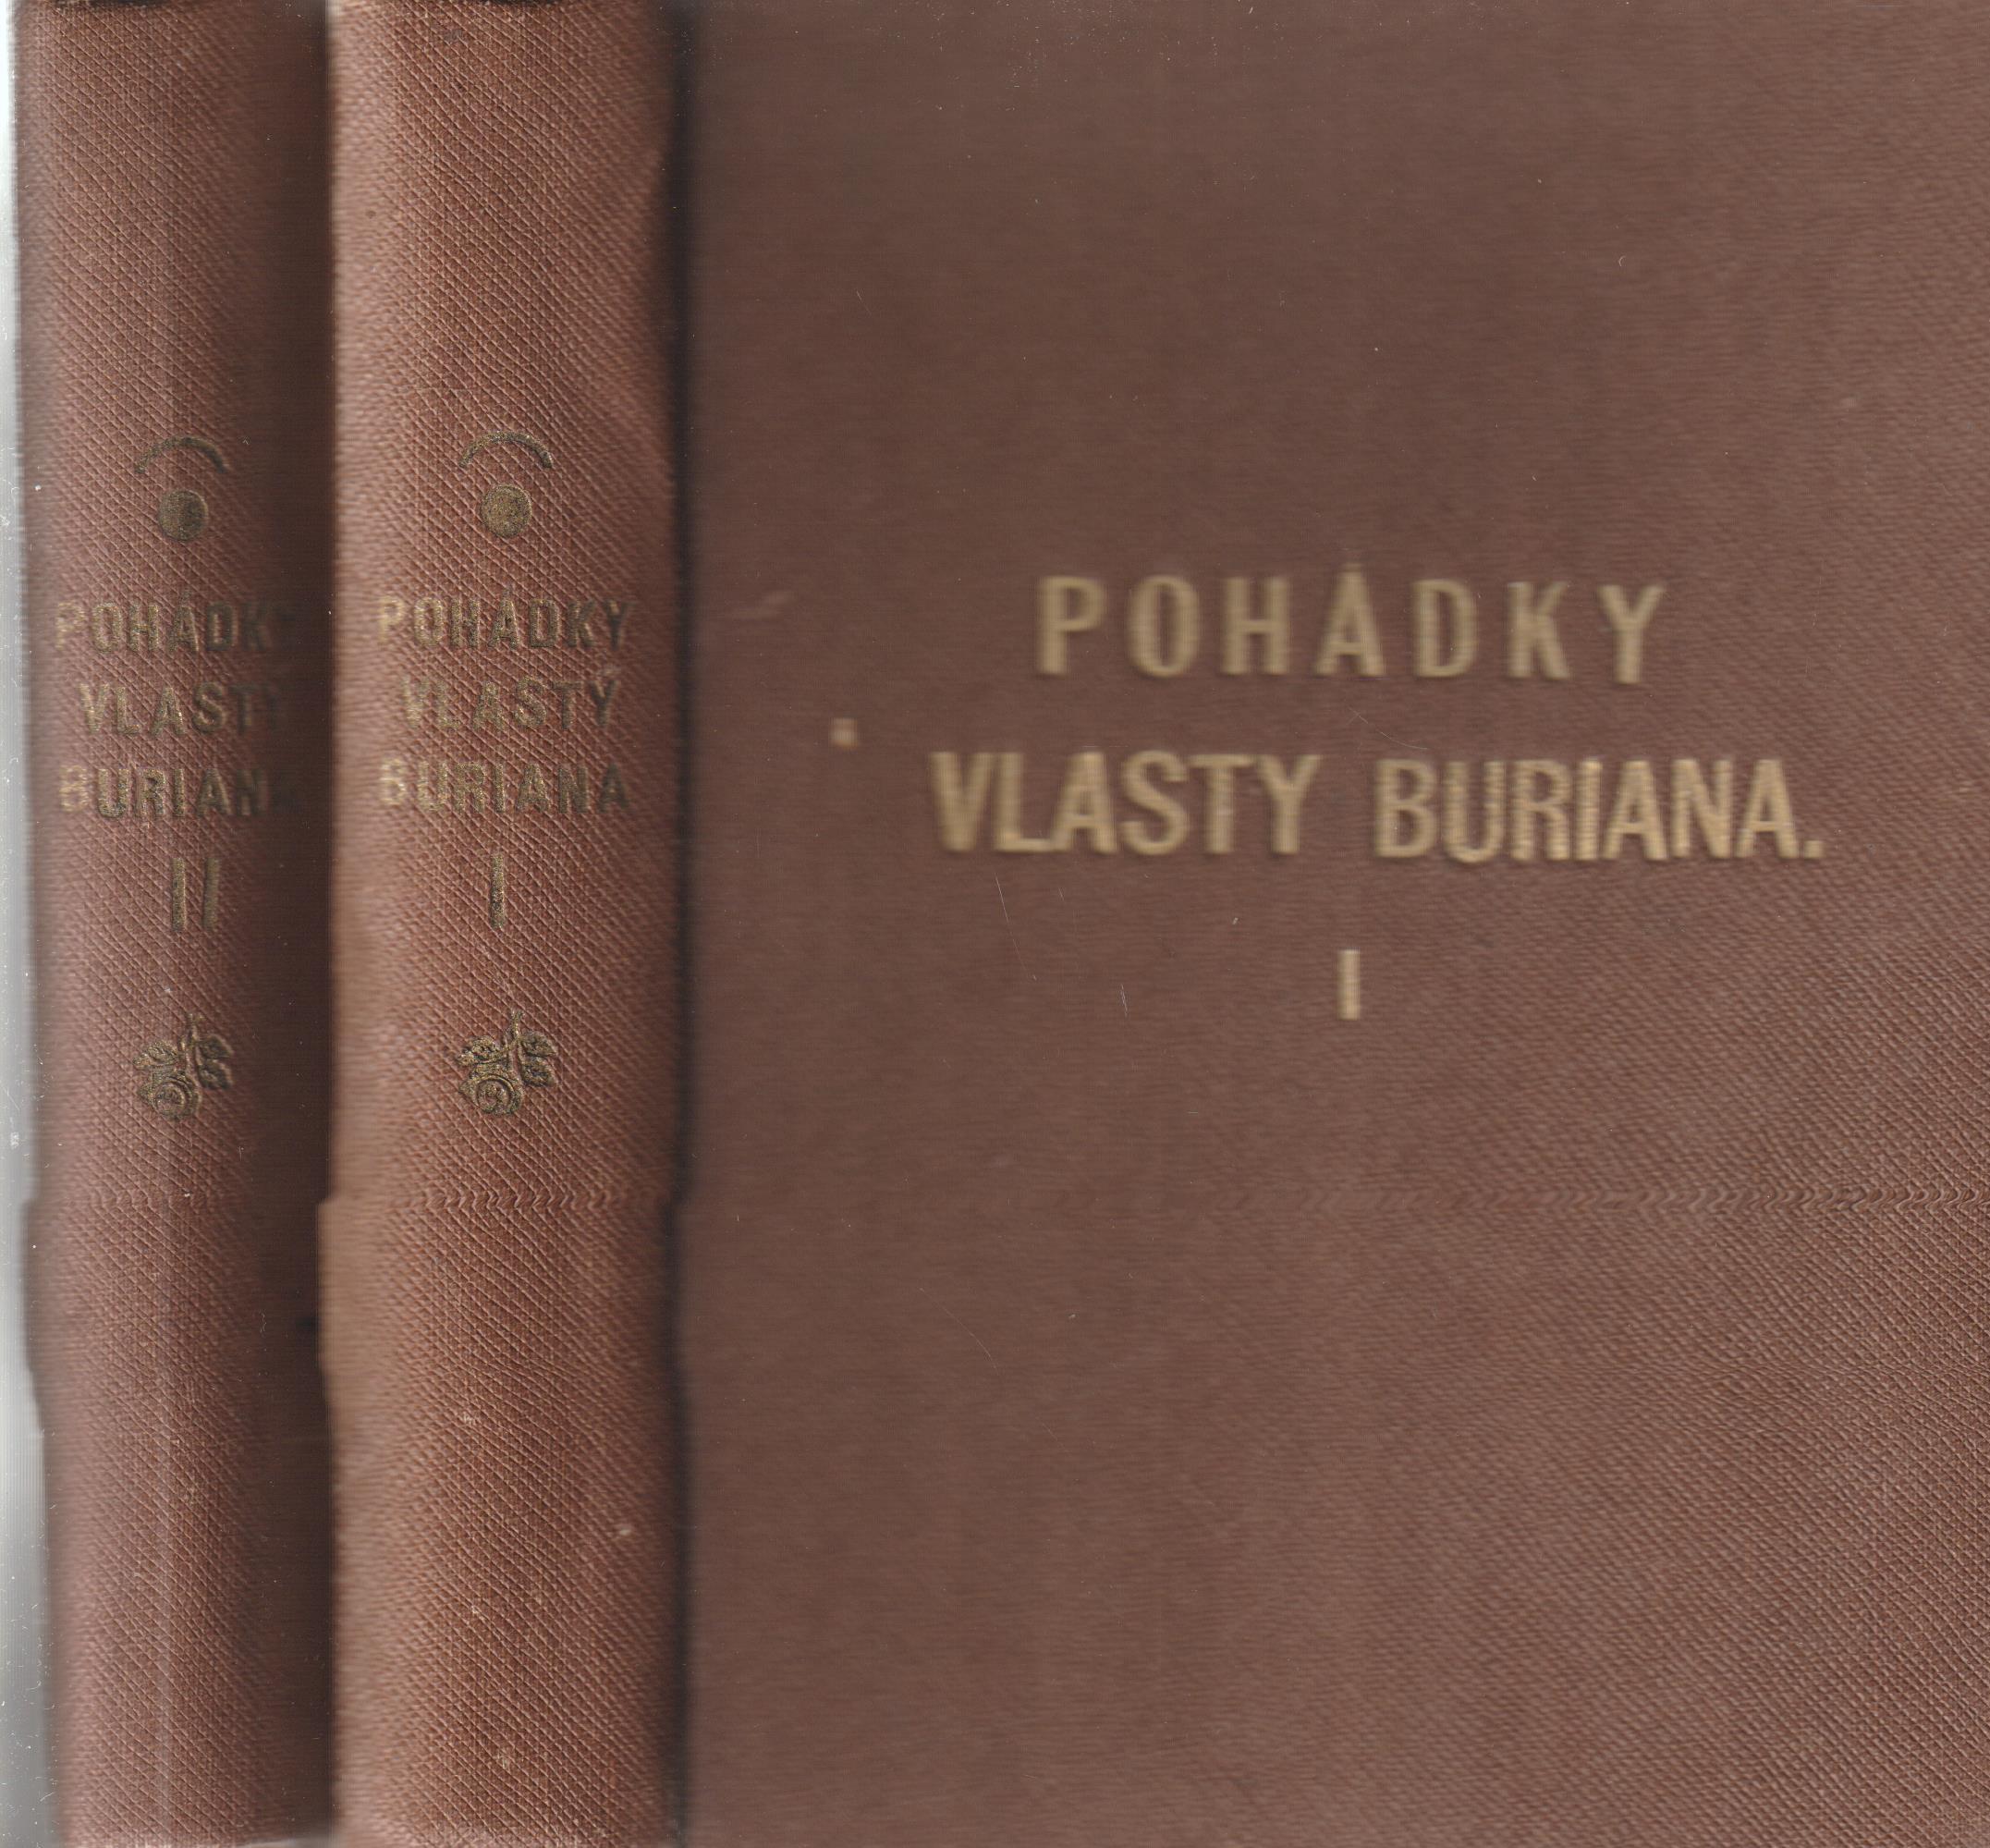 POHÁDKY
VLASTY
BURIANA
II
POHÁDKY
VLASTY
BURIANA
I
POHÁDKY
VLASTY BURIANA.
I